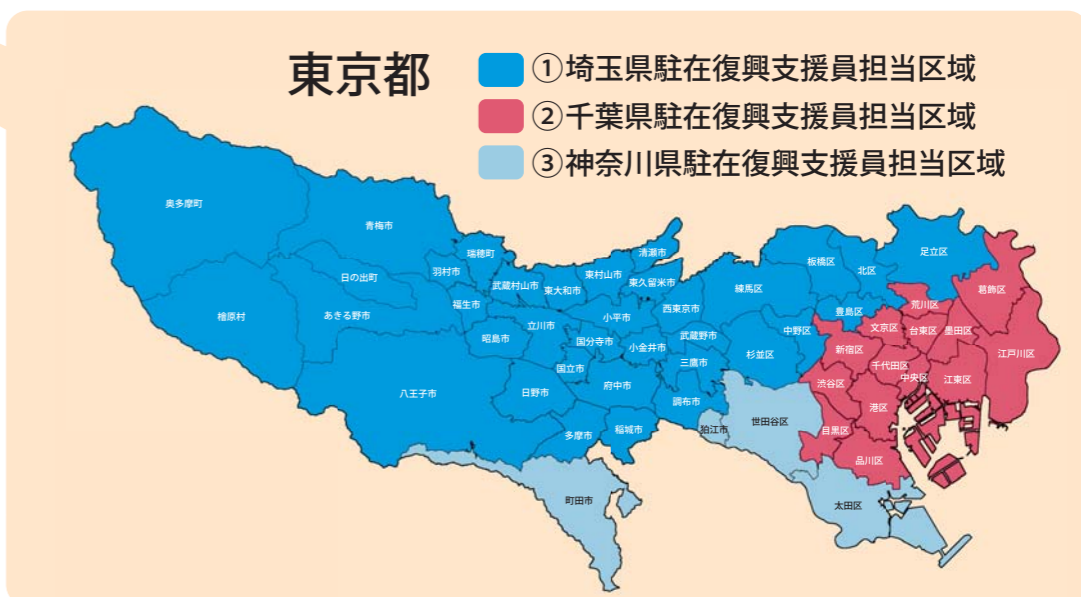 東京都
①埼玉県駐在復興支援員担当区域
②千葉県駐在復興支援員担当区域
③神奈川県駐在復興支援員担当区域
奥多摩町
青梅市
瑞穂町
清瀬市
足立区
板橋区
北区
羽村市
日の出町
武蔵村山市
東大和市
東村山市
東久留米市
練馬区
葛飾区
福生市
西東京市
豊島区
荒川区
檜原村
あきる野市
立川市
小平市
中野区
文京区
台東区
墨田区
昭島市
国分寺市
小金井市
武蔵野市
杉並区
新宿区
江戸川区
国立市
三鷹市
千代田区
中央区
江東区
八王子市
日野市
府中市
調布市
渋谷区
港区
多摩市
稲城市
狛江市
世田谷区
目黒区
品川区
町田市
太田区